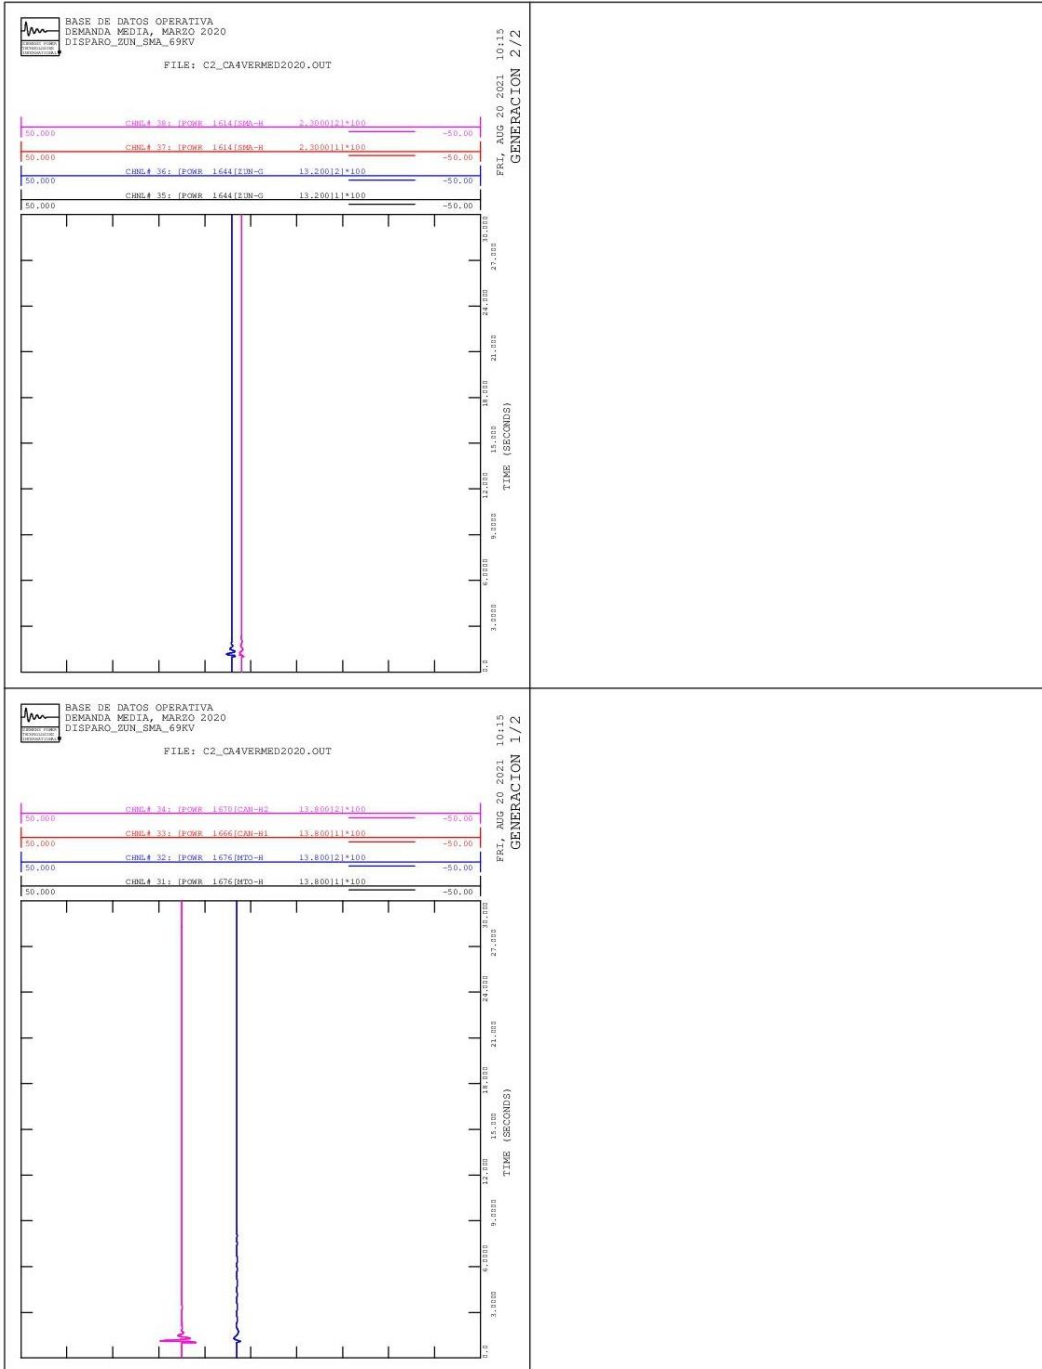 BASE DE DATOS OPERATIVA
DEMANDA MEDIA, MARZO 2020
DISPARO_ZUN_SMA_69KV
FILE: C2_CA4VERMED2020.OUT
CHNL# 38: [POWR 1614[SMA-H 2.3000]2]*100
50.000 -50.00
CHNL# 37: [POWR 1614[SMA-H 2.3000]1]*100
50.000 -50.00
CHNL# 36: [POWR 1644[ZUN-G 13.200]2]*100
50.000 -50.00
CHNL# 35: [POWR 1644[ZUN-G 13.200]1]*100
50.000 -50.00
FRI, AUG 20 2021 10:15
GENERACION 2/2
30.000
27.000
24.000
21.000
18.000
15.000
12.000
9.0000
6.0000
3.0000
0.0
TIME (SECONDS)
BASE DE DATOS OPERATIVA
DEMANDA MEDIA, MARZO 2020
DISPARO_ZUN_SMA_69KV
FILE: C2_CA4VERMED2020.OUT
CHNL# 34: [POWR 1670[CAN-H2 13.800]2]*100
50.000 -50.00
CHNL# 33: [POWR 1666[CAN-H1 13.800]1]*100
50.000 -50.00
CHNL# 32: [POWR 1676[MTO-H 13.800]2]*100
50.000 -50.00
CHNL# 31: [POWR 1676[MTO-H 13.800]1]*100
50.000 -50.00
FRI, AUG 20 2021 10:15
GENERACION 1/2
30.000
27.000
24.000
21.000
18.000
15.000
12.000
9.0000
6.0000
3.0000
0.0
TIME (SECONDS)